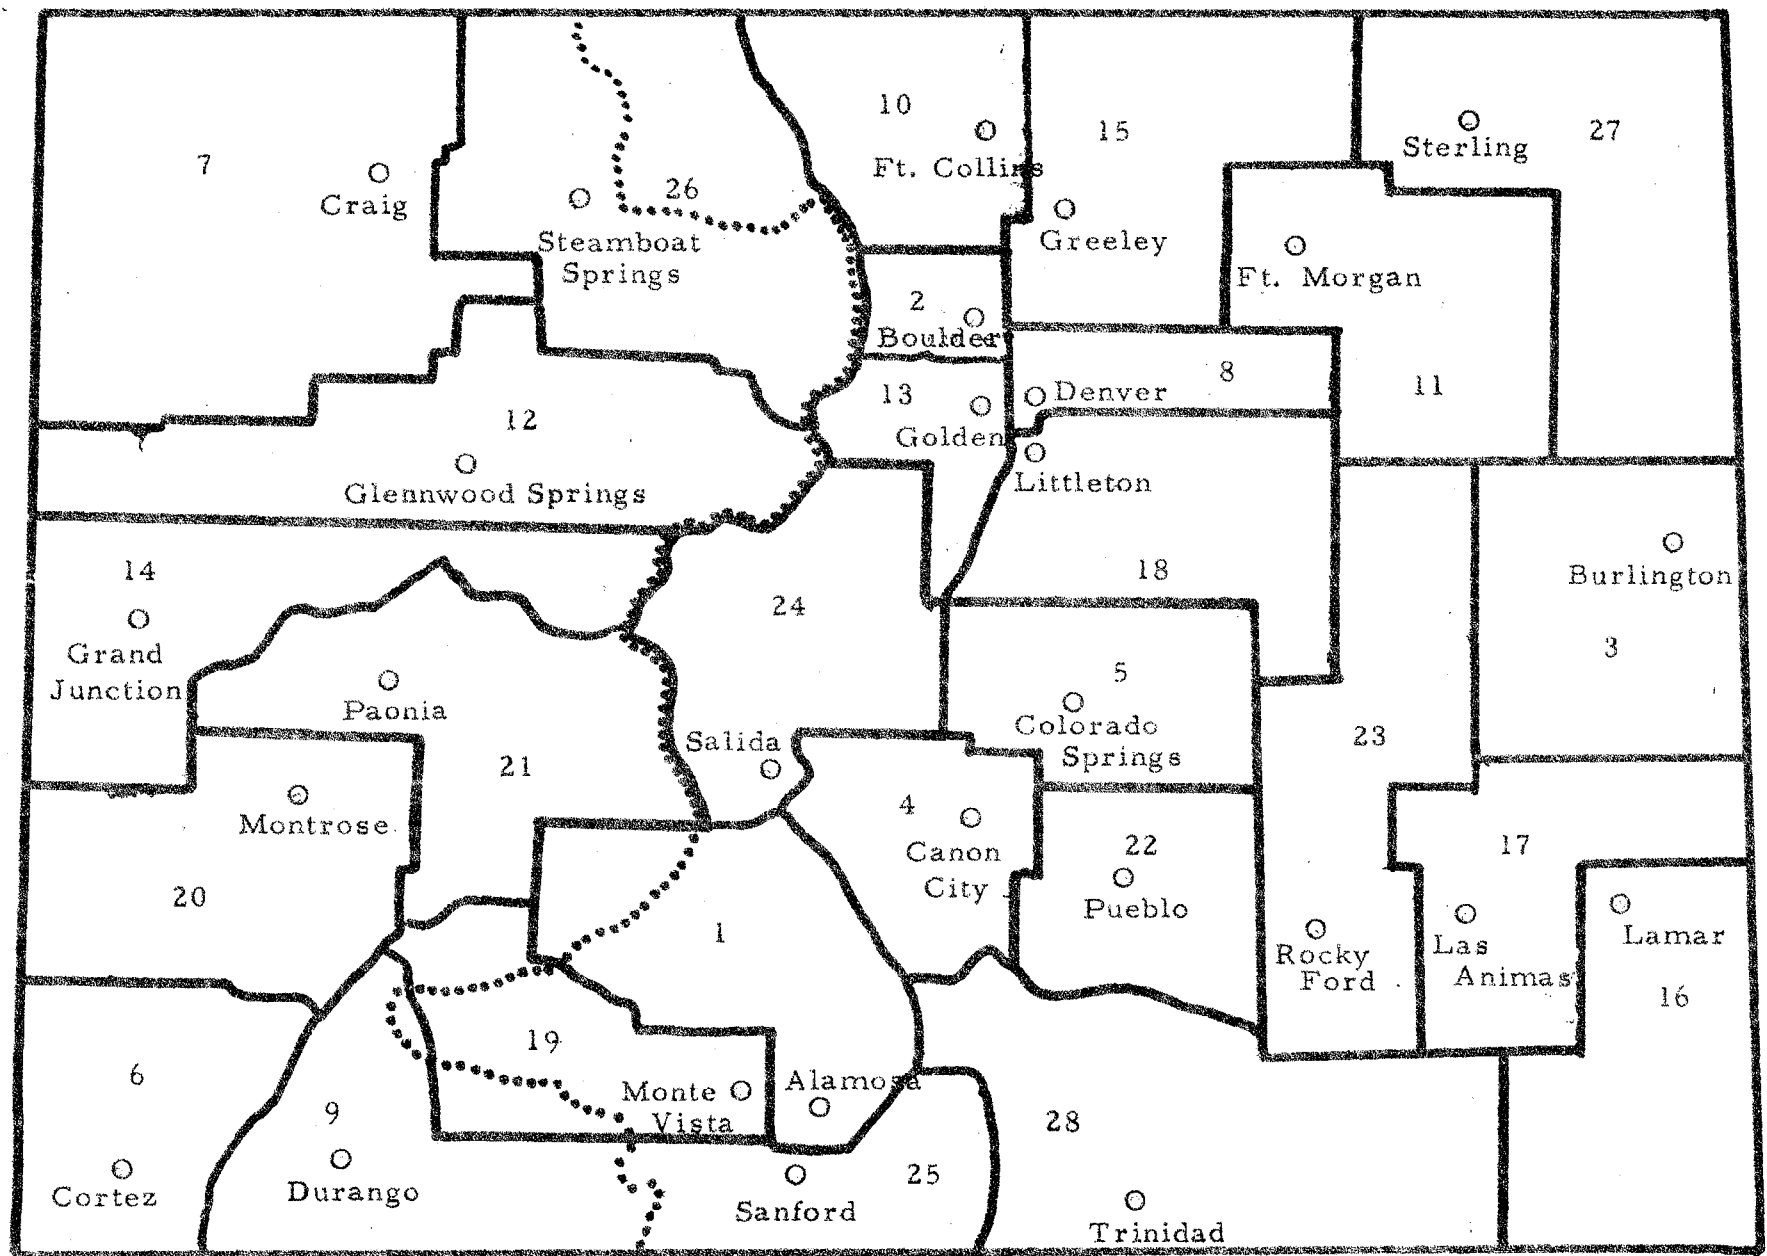 10
15
Sterling
27
7
Craig
Ft. Collins
26
Greeley
Steamboat
Springs
Ft. Morgan
2
Boulder
8
11
13
Denver
12
Golden
Glennwood Springs
Littleton
14
18
Burlington
24
Grand
Junction
3
5
Paonia
Colorado
Springs
Salida
23
21
Montrose
4
22
17
Canon
City
20
Pueblo
1
Las
Animas
Lamar
Rocky
Ford
16
19
6
Monte
Vista
Alamosa
9
28
Cortez
Durango
25
Sanford
Trinidad